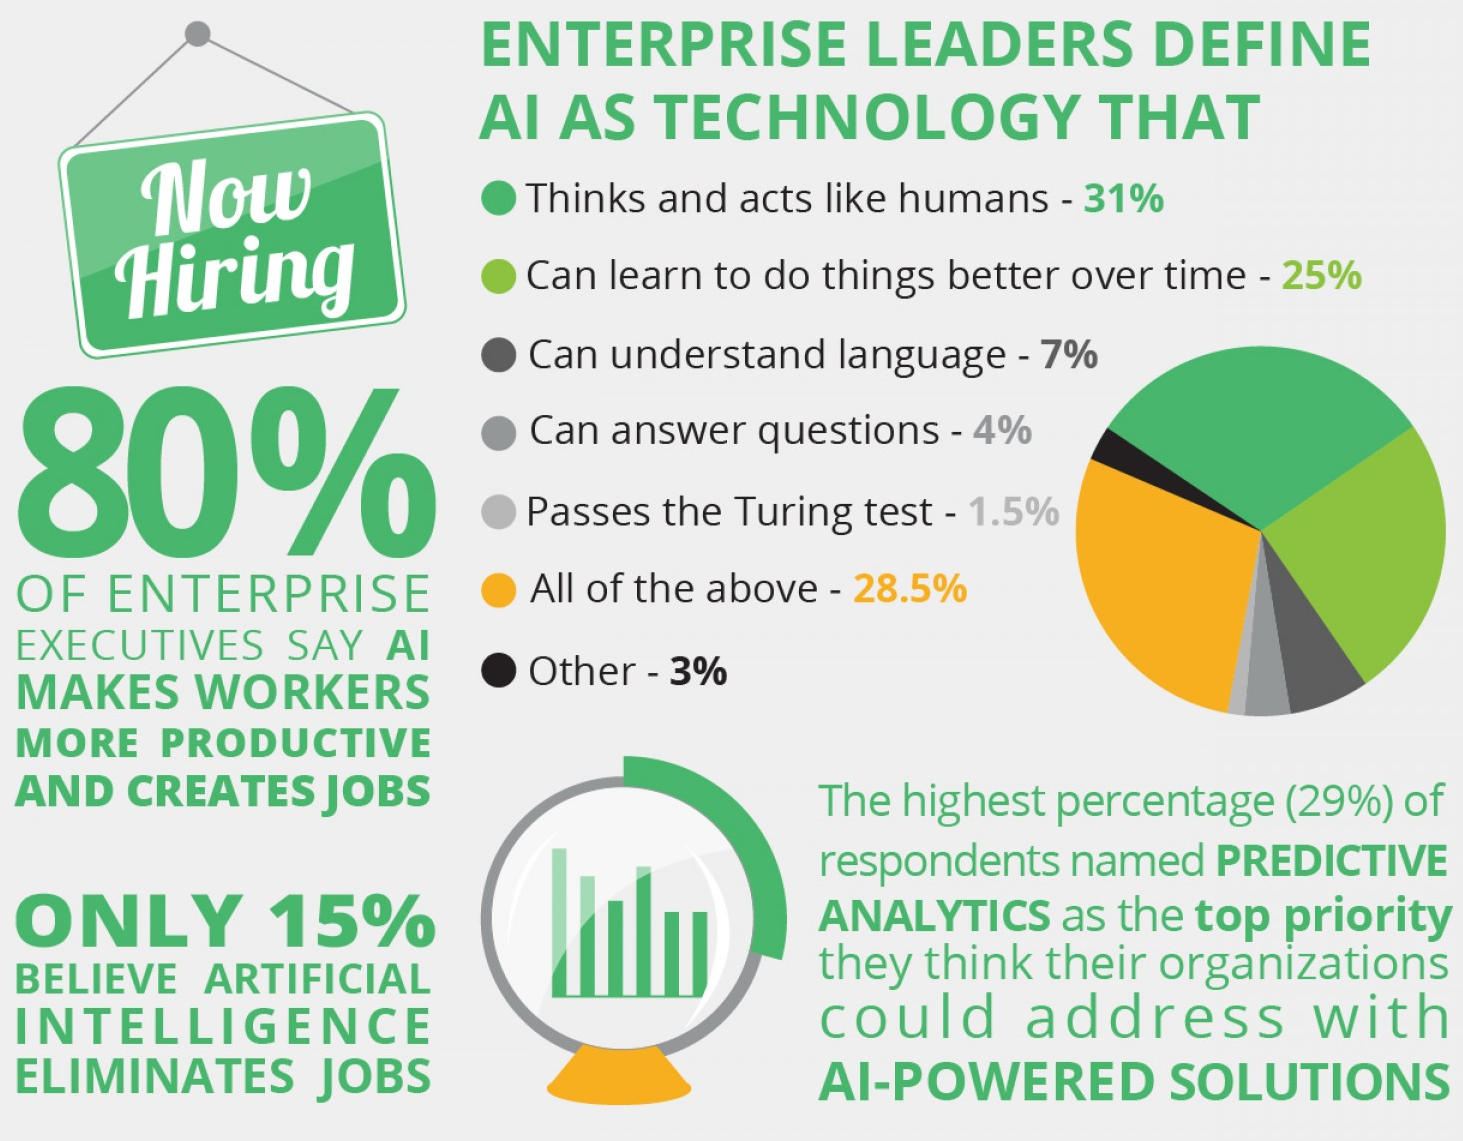 Now
Hiring
80%
OF ENTERPRISE
EXECUTIVES SAY AI
MAKES WORKERS
MORE PRODUCTIVE
AND CREATES JOBS
ONLY 15%
BELIEVE ARTIFICIAL
INTELLIGENCE
ELIMINATES JOBS
ENTERPRISE LEADERS DEFINE
AI AS TECHNOLOGY THAT
Thinks and acts like humans - 31%
Can learn to do things better over time - 25%
Can understand language - 7%
Can answer questions - 4%
Passes the Turing test - 1.5%
All of the above - 28.5%
Other - 3%
The highest percentage (29%) of
respondents named PREDICTIVE
ANALYTICS as the top priority
they think their organizations
could address with
AI-POWERED SOLUTIONS